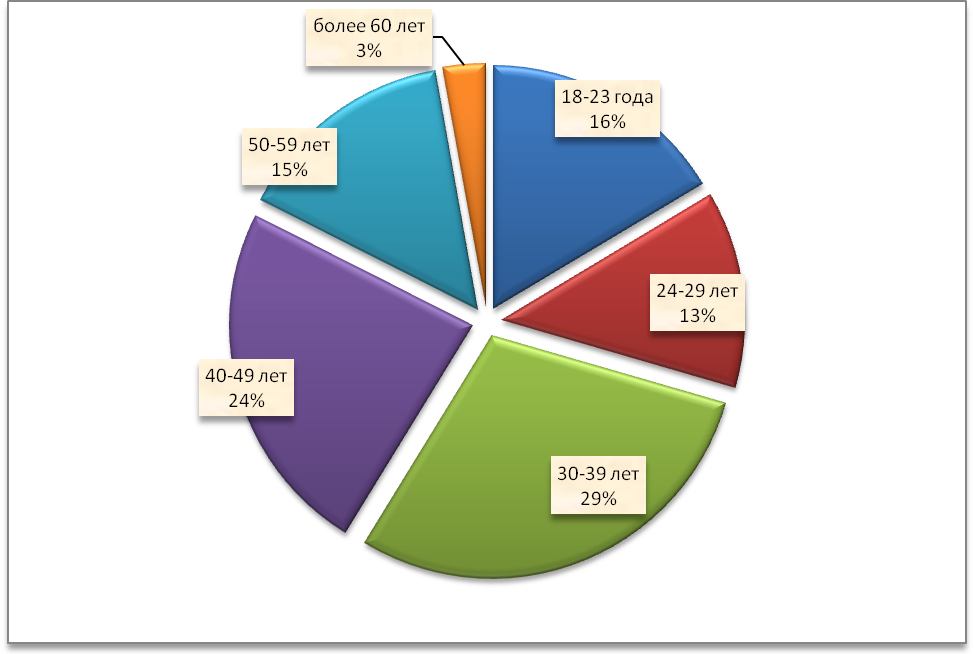 более 60 лет
3%
18-23 года
16%
50-59 лет
15%
24-29 лет
13%
40-49 лет
24%
30-39 лет
29%